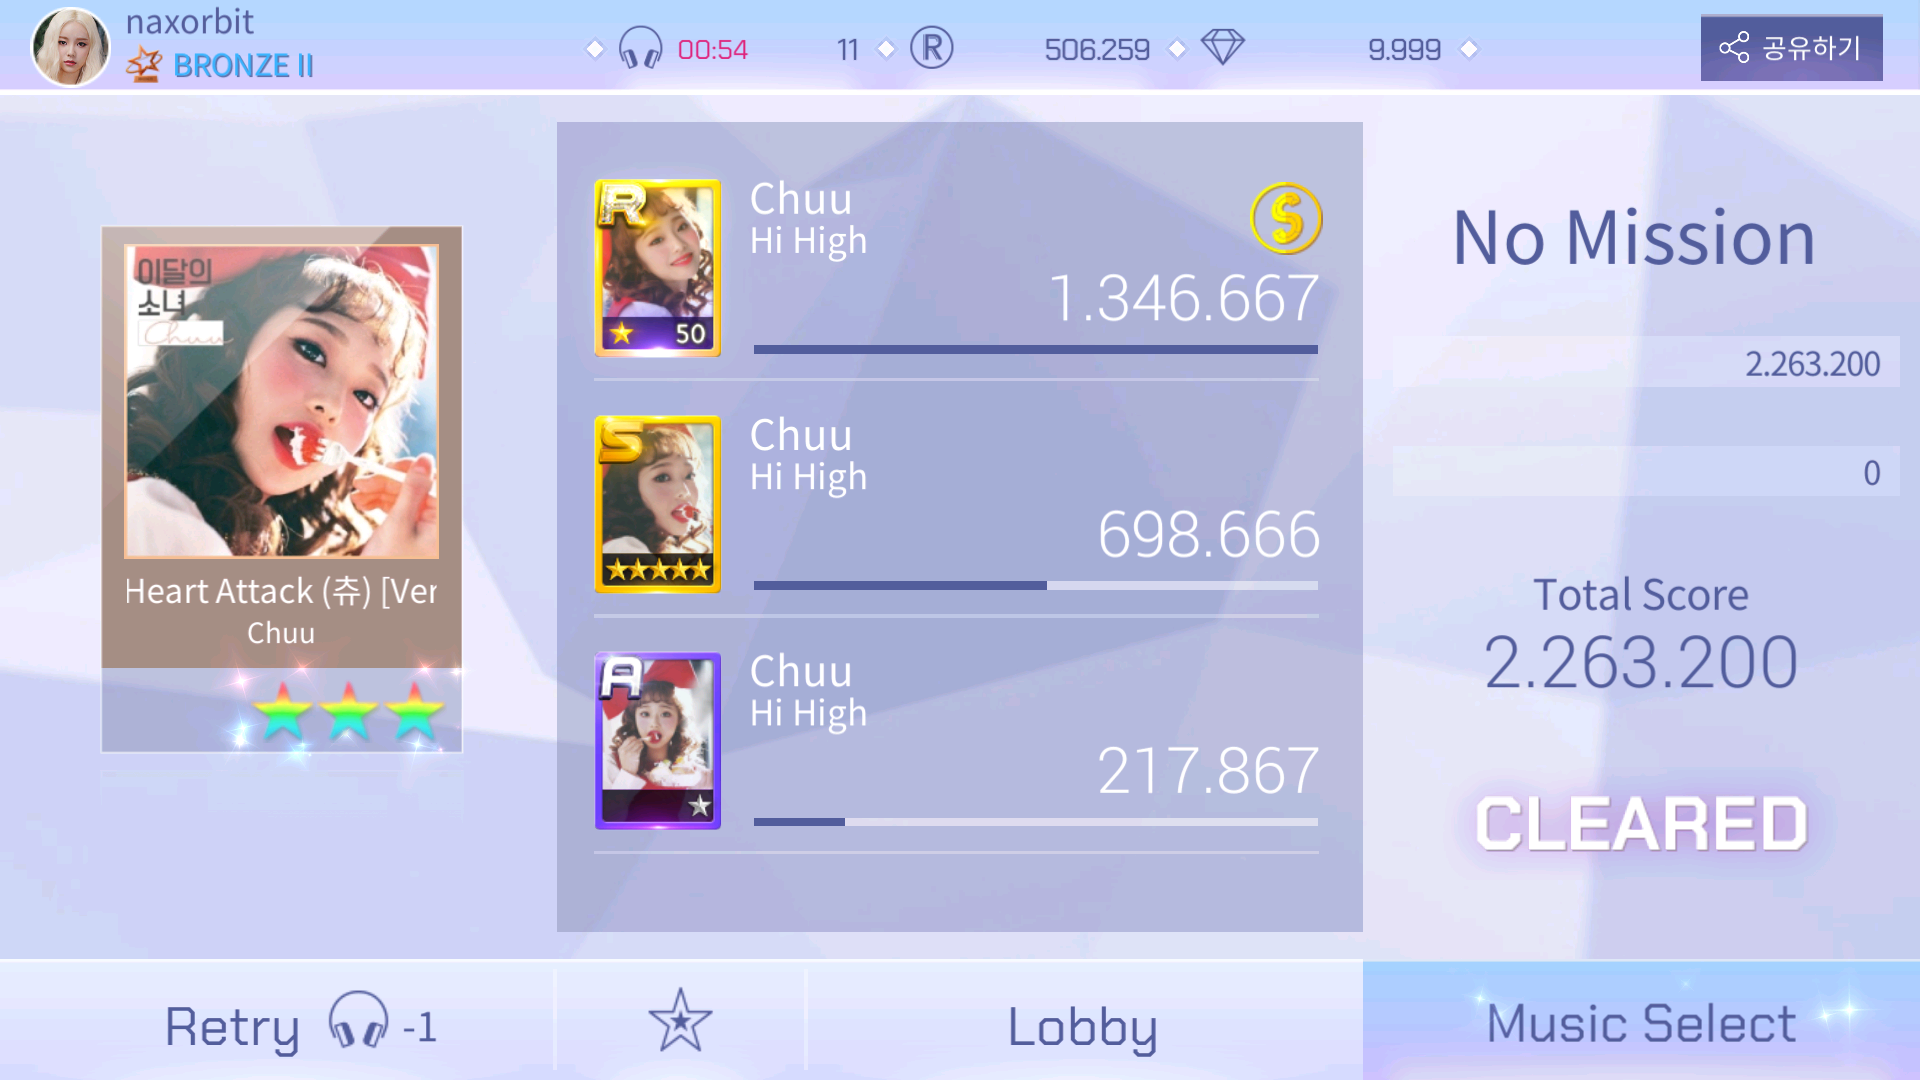 naxorbit
BRONZE II
00:54
11
R
506.259
9.999
공유하기
이달의
소녀
Chuu
Heart Attack (츄) [Ver
Chuu
R
50
Chuu
Hi High
S
1.346.667
S
Chuu
Hi High
698.666
A
Chuu
Hi High
217.867
No Mission
2.263.200
0
Total Score
2.263.200
CLEARED
Retry -1
Lobby
Music Select